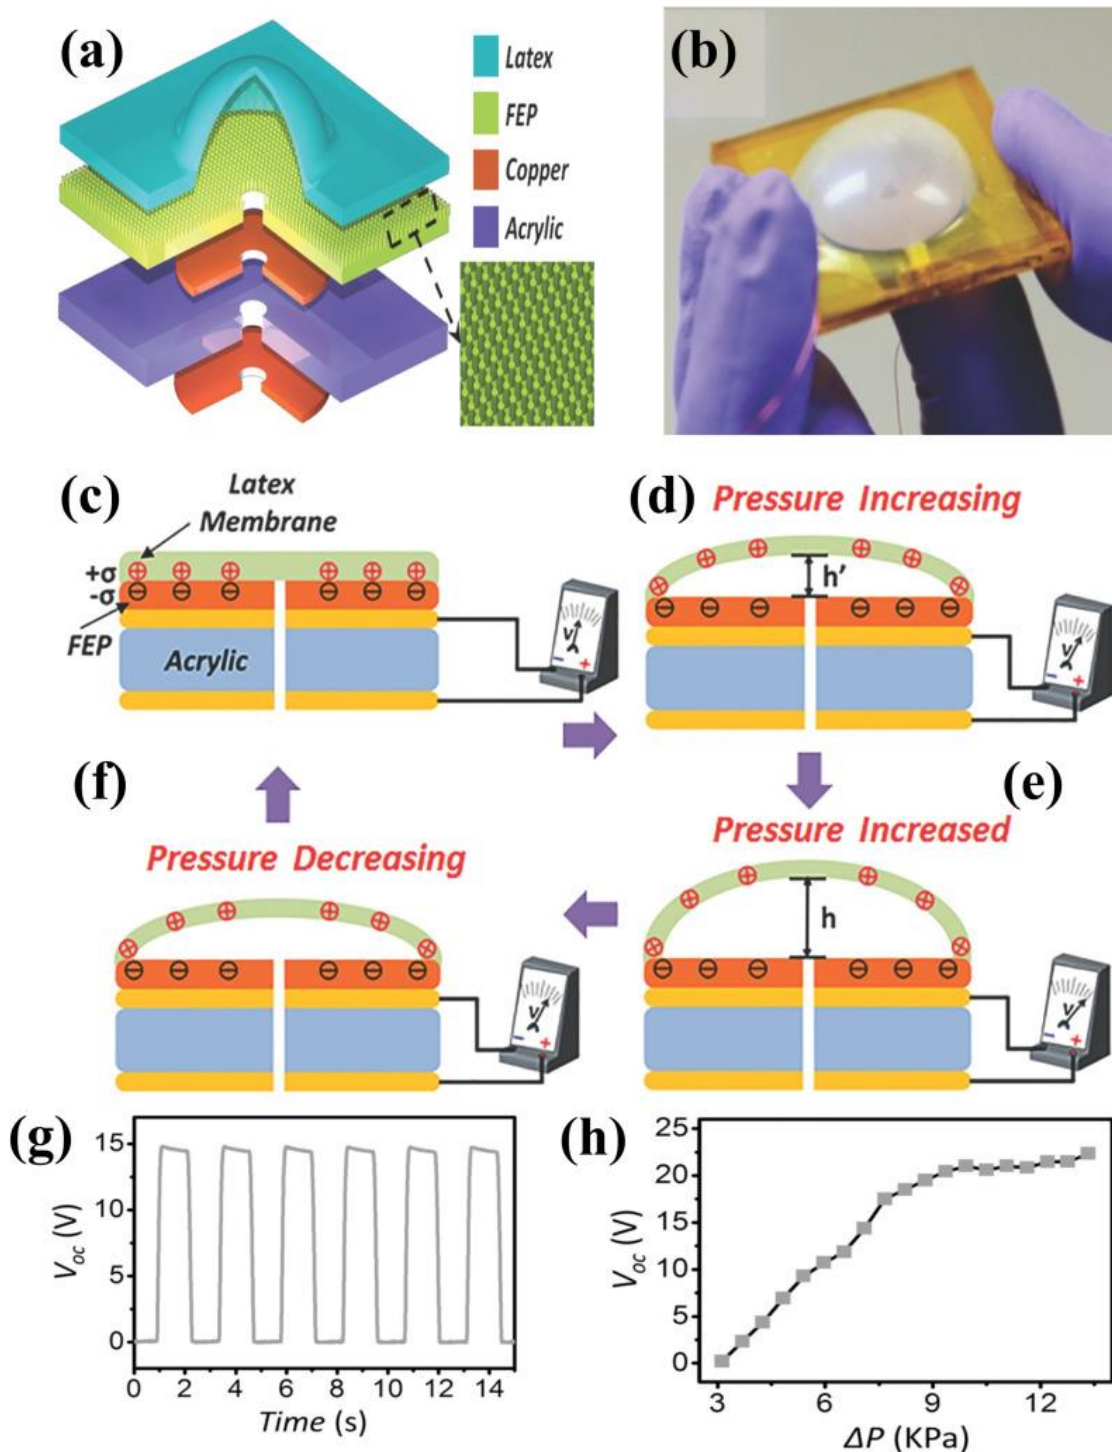 (a)
Latex
FEP
Copper
Acrylic
(b)
(c)
Latex
Membrane
+σ
-σ
FEP
Acrylic
V
- +
(d)
Pressure Increasing
h’
V
- +
(e)
Pressure Increased
h
V
- +
(f)
Pressure Decreasing
V
- +
(g)
Voc (V)
15
10
5
0
0 2 4 6 8 10 12 14
Time (s)
(h)
Voc (V)
25
20
15
10
5
0
3 6 9 12
ΔP (KPa)